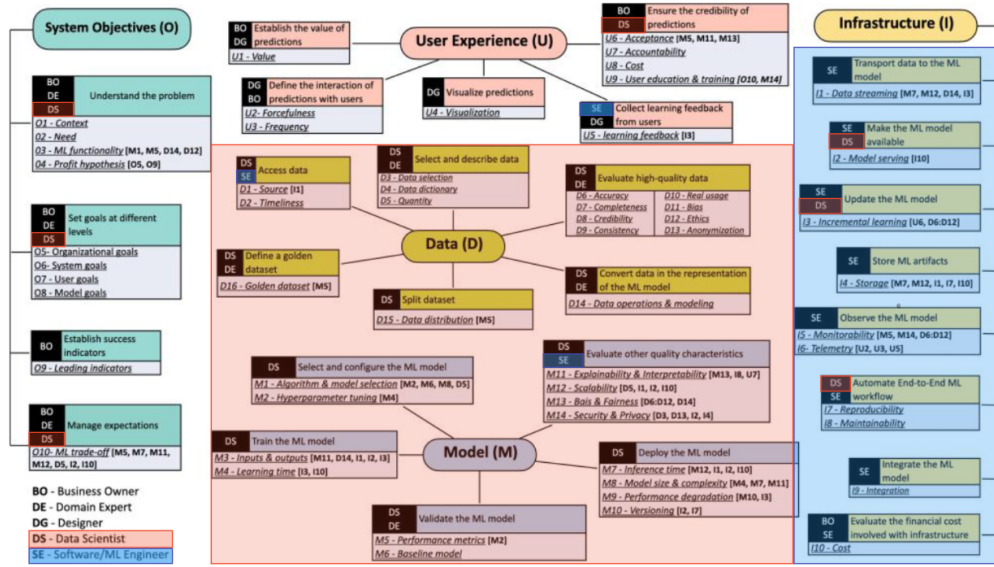 System Objectives (O)
BO
DE
DS
Understand the problem
O1 - Context
O2 - Need
O3 - ML functionality [M1, M5, D14, D12]
O4 - Profit hypothesis [O5, O9]
BO
DE
DS
Set goals at different
levels
O5- Organizational goals
O6- System goals
O7 - User goals
O8 - Model goals
BO
Establish success
indicators
O9 - Leading indicators
BO
DE
DS
Manage expectations
O10- ML trade-off [M5, M7, M11,
M12, D5, I2, I10]
BO - Business Owner
DE - Domain Expert
DG - Designer
DS - Data Scientist
SE - Software/ML Engineer
User Experience (U)
BO
DG
Establish the value of
predictions
U1 - Value
DG
BO
Define the interaction of
predictions with users
U2- Forcefulness
U3 - Frequency
DG
Visualize predictions
U4 - Visualization
BO
DS
Ensure the credibility of
predictions
U6 - Acceptance [M5, M11, M13]
U7 - Accountability
U8 - Cost
U9 - User education & training [O10, M14]
SE
DG
Collect learning feedback
from users
U5 - learning feedback [I3]
Data (D)
DS
SE
Access data
D1 - Source [I1]
D2 - Timeliness
DS
DE
Select and describe data
D3 - Data selection
D4 - Data dictionary
D5 - Quantity
DS
DE
Evaluate high-quality data
D6 - Accuracy
D7 - Completeness
D8 - Credibility
D9 - Consistency
D10 - Real usage
D11 - Bias
D12 - Ethics
D13 - Anonymization
DS
DE
Define a golden
dataset
D16 - Golden dataset [M5]
DS
Split dataset
D15 - Data distribution [M5]
DS
DE
Convert data in the representation
of the ML model
D14 - Data operations & modeling
Model (M)
DS
Select and configure the ML model
M1 - Algorithm & model selection [M2, M6, M8, D5]
M2 - Hyperparameter tuning [M4]
DS
SE
Evaluate other quality characteristics
M11 - Explainability & Interpretability [M13, I8, U7]
M12 - Scalability [D5, I1, I2, I10]
M13 - Bais & Fairness [D6:D12, D14]
M14 - Security & Privacy [D3, D13, I2, I4]
DS
Train the ML model
M3 - Inputs & outputs [M11, D14, I1, I2, I3]
M4 - Learning time [I3, I10]
DS
Deploy the ML model
M7 - Inference time [M12, I1, I2, I10]
M8 - Model size & complexity [M4, M7, M11]
M9 - Performance degradation [M10, I3]
M10 - Versioning [I2, I7]
DS
DE
Validate the ML model
M5 - Performance metrics [M2]
M6 - Baseline model
Infrastructure (I)
SE
Transport data to the ML
model
I1 - Data streaming [M7, M12, D14, I3]
SE
DS
Make the ML model
available
I2 - Model serving [I10]
SE
DS
Update the ML model
I3 - Incremental learning [U6, D6:D12]
SE
Store ML artifacts
I4 - Storage [M7, M12, I1, I7, I10]
SE
Observe the ML model
I5 - Monitorability [M5, M14, D6:D12]
I6- Telemetry [U2, U3, U5]
DS
SE
Automate End-to-End ML
workflow
I7 - Reproducibility
I8 - Maintainability
SE
Integrate the ML
model
I9 - Integration
BO
SE
Evaluate the financial cost
involved with infrastructure
I10 - Cost